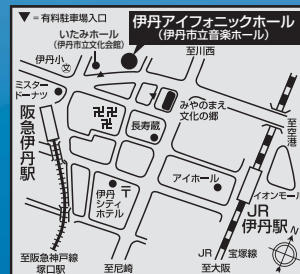 ▼=有料駐車場入口
伊丹アイフォニックホール
(伊丹市立音楽ホール)
いたみホール
(伊丹市立文化会館)
至川西
伊丹小
文
ミスター
ドーナツ
みやのまえ
文化の郷
卍卍
卍
長寿蔵
至空港
阪急伊丹駅
伊丹
シティ
ホテル
〒
アイホール
イオンモール
JR
伊丹駅
至阪急神戸線
塚口駅
至尼崎
JR 宝塚線
至大阪
N